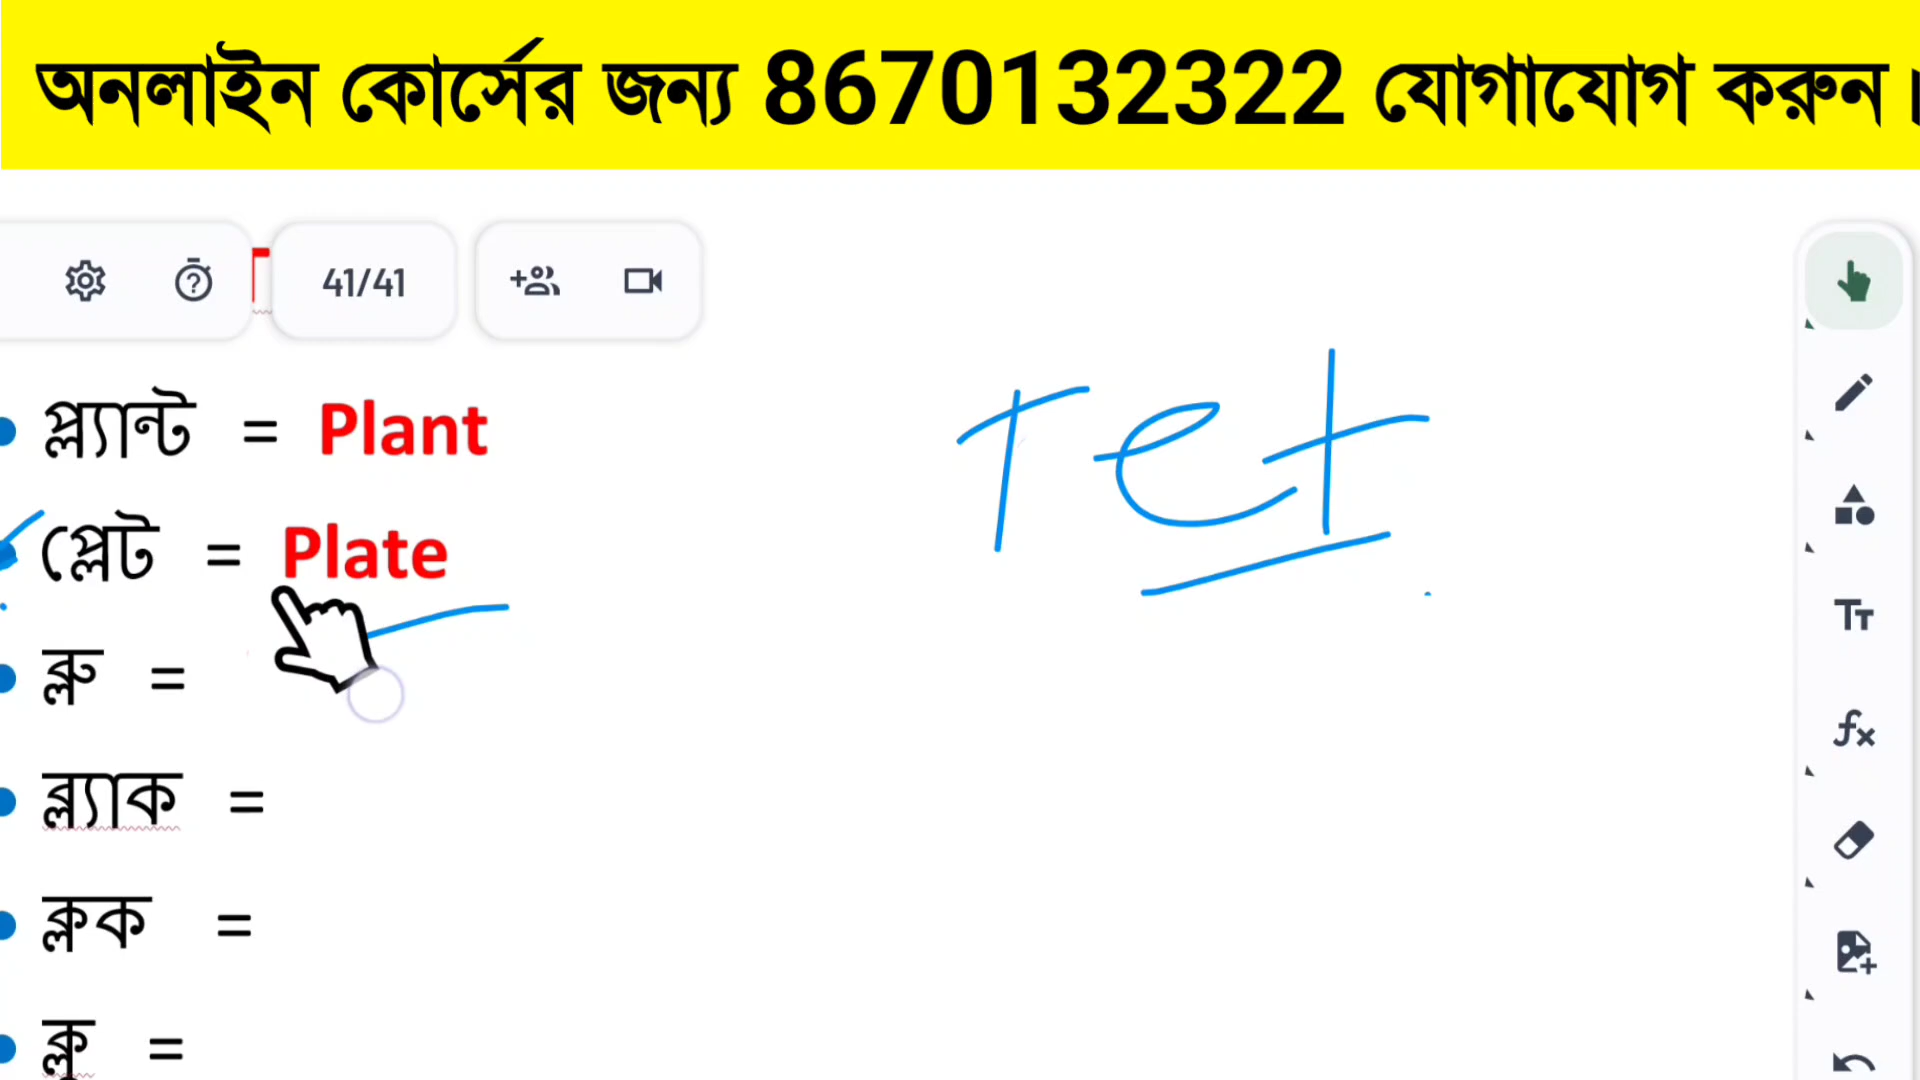 অনলাইন কোর্সের জন্য 8670132322 যোগাযোগ করুন।
41/41
প্ল্যান্ট = Plant
Tet
প্লেট = Plate
ব্লু =
ব্ল্যাক =
ক্লক =
ক্লু =